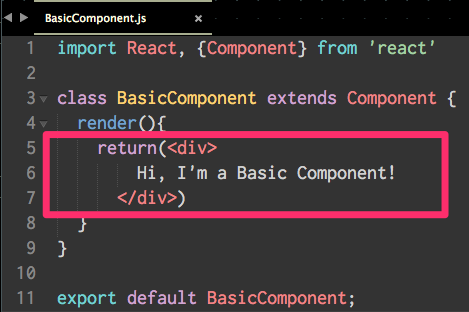 BasicComponent.js ×
1 import React, {Component} from 'react'
2
3 class BasicComponent extends Component {
4 render(){
5 return(<div>
6 Hi, I'm a Basic Component!
7 </div>)
8 }
9 }
10
11 export default BasicComponent;